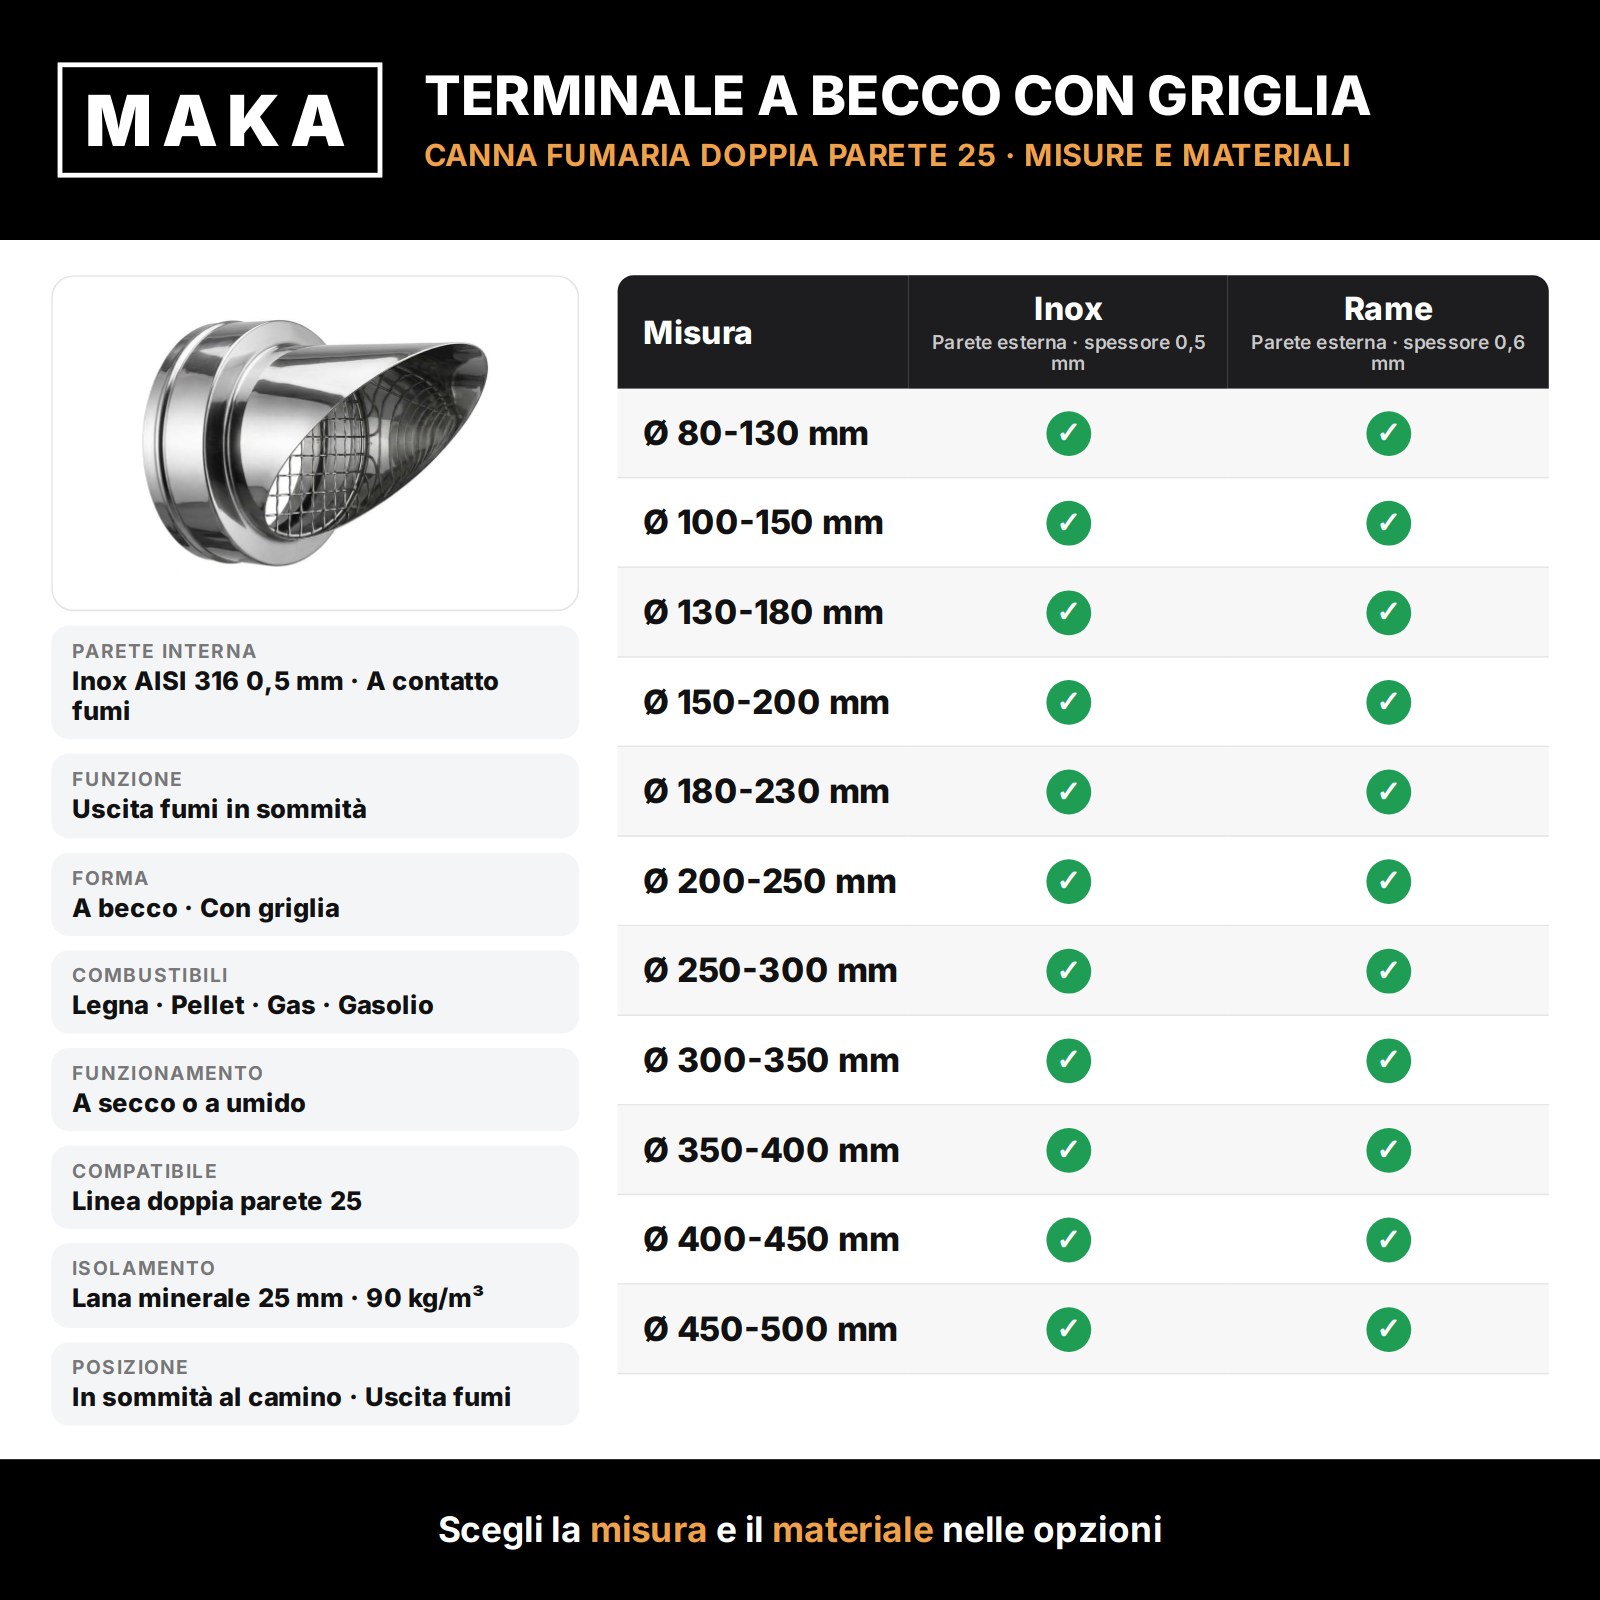 MAKA
TERMINALE A BECCO CON GRIGLIA
CANNA FUMARIA DOPPIA PARETE 25 · MISURE E MATERIALI
PARETE INTERNA
Inox AISI 316 0,5 mm · A contatto
fumi
FUNZIONE
Uscita fumi in sommità
FORMA
A becco · Con griglia
COMBUSTIBILI
Legna · Pellet · Gas · Gasolio
FUNZIONAMENTO
A secco o a umido
COMPATIBILE
Linea doppia parete 25
ISOLAMENTO
Lana minerale 25 mm · 90 kg/m³
POSIZIONE
In sommità al camino · Uscita fumi
Misura
Inox
Parete esterna · spessore 0,5
mm
Rame
Parete esterna · spessore 0,6
mm
Ø 80-130 mm ✓ ✓
Ø 100-150 mm ✓ ✓
Ø 130-180 mm ✓ ✓
Ø 150-200 mm ✓ ✓
Ø 180-230 mm ✓ ✓
Ø 200-250 mm ✓ ✓
Ø 250-300 mm ✓ ✓
Ø 300-350 mm ✓ ✓
Ø 350-400 mm ✓ ✓
Ø 400-450 mm ✓ ✓
Ø 450-500 mm ✓ ✓
Scegli la misura e il materiale nelle opzioni